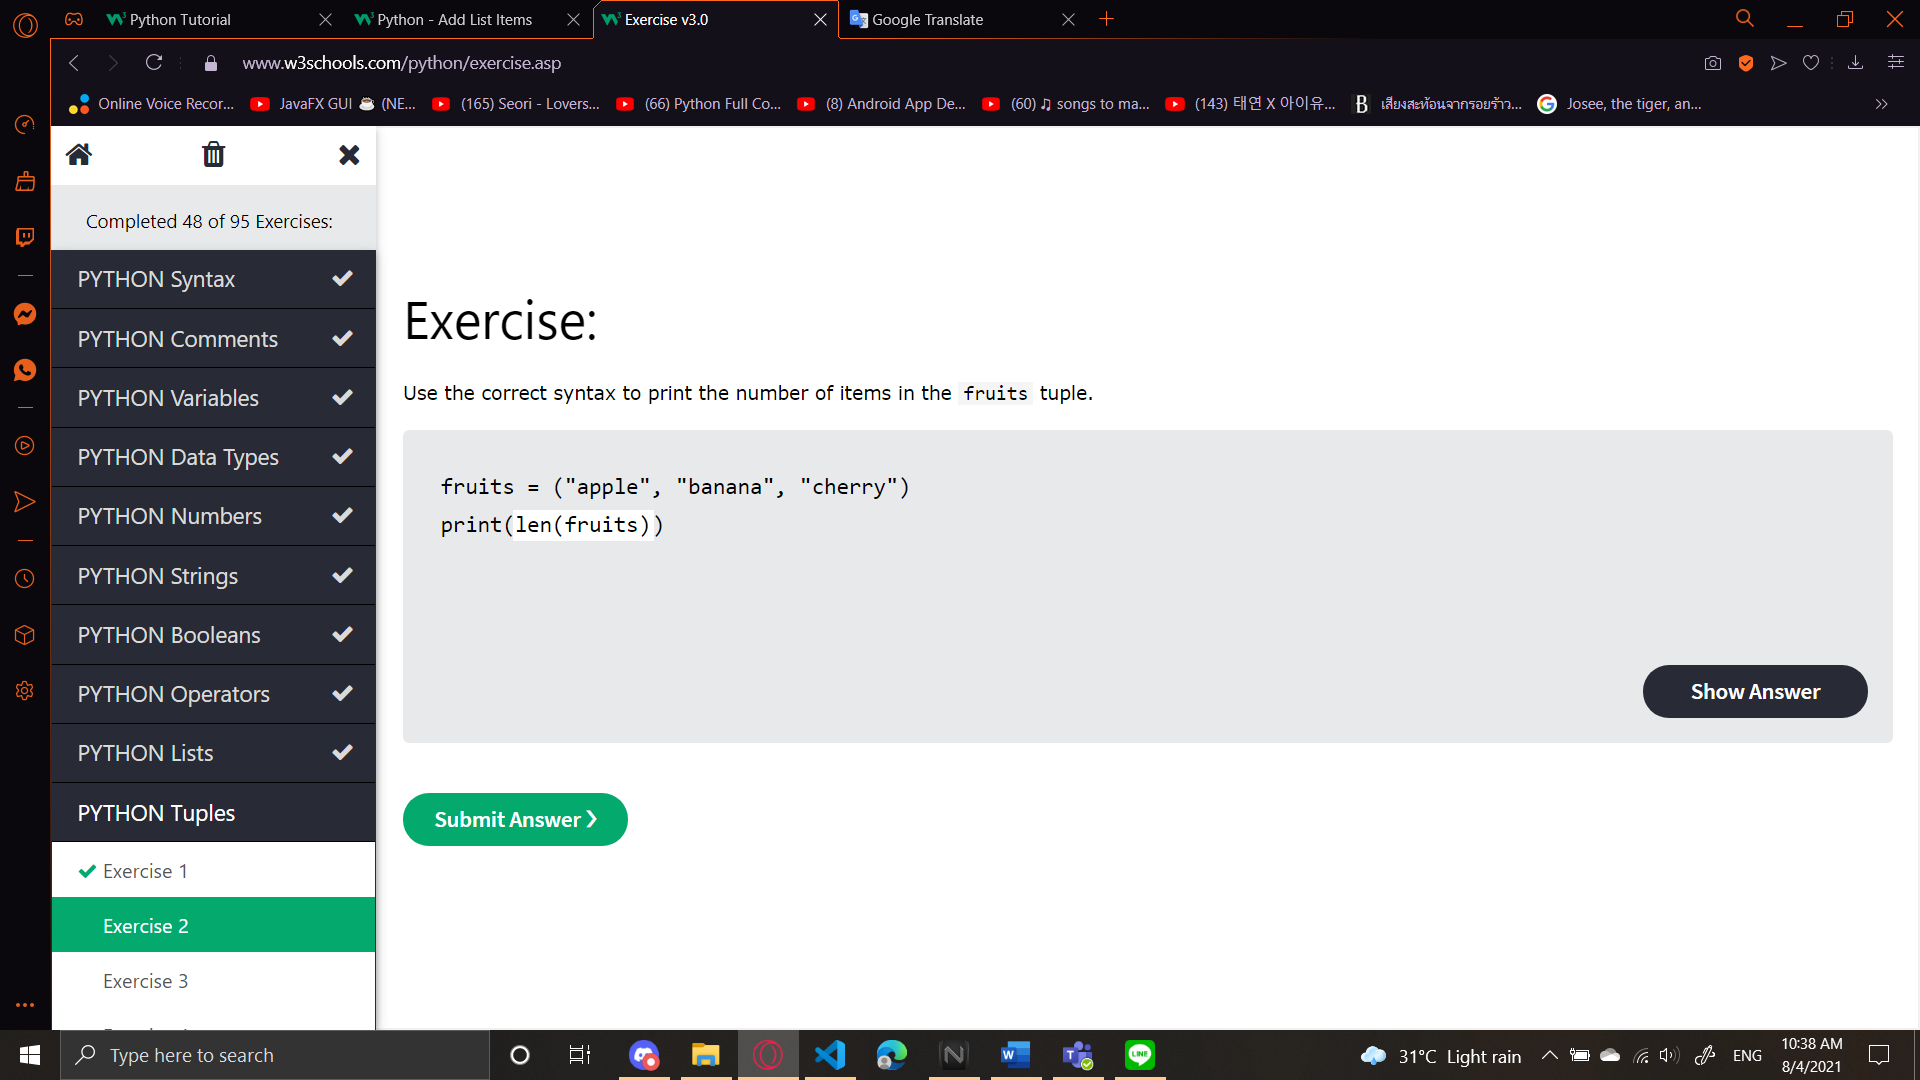 Python Tutorial
Python - Add List Items
Exercise v3.0
Google Translate
www.w3schools.com/python/exercise.asp
Online Voice Recor...
JavaFX GUI ☕ (NE...
(165) Seori - Lovers...
(66) Python Full Co...
(8) Android App De...
(60) ♫ songs to ma...
(143) 태연 X 아이유...
B เสียงสะท้อนจากรอยร้าว...
Josee, the tiger, an...
Completed 48 of 95 Exercises:
PYTHON Syntax
PYTHON Comments
PYTHON Variables
PYTHON Data Types
PYTHON Numbers
PYTHON Strings
PYTHON Booleans
PYTHON Operators
PYTHON Lists
PYTHON Tuples
Exercise 1
Exercise 2
Exercise 3
Exercise:
Use the correct syntax to print the number of items in the fruits tuple.
fruits = ("apple", "banana", "cherry")
print(len(fruits))
Show Answer
Submit Answer ❯
Type here to search
LINE
31°C Light rain
ENG
10:38 AM
8/4/2021